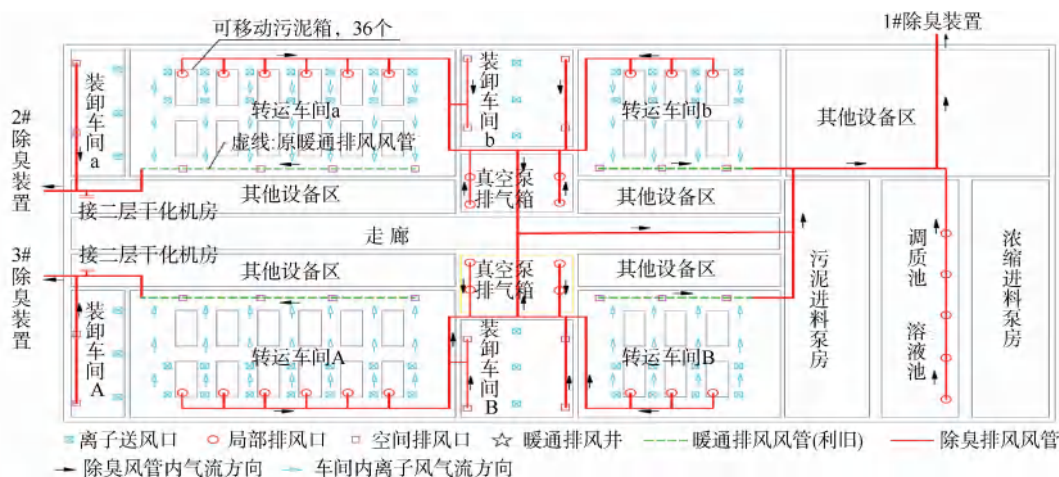 可移动污泥箱，36个
1#除臭装置
装卸车间a
转运车间a
装卸车间b
转运车间b
其他设备区
2#除臭装置
虚线:原暖通排风风管
其他设备区
真空泵
排气箱
其他设备区
接二层干化机房
走廊
接二层干化机房
3#除臭装置
其他设备区
真空泵
排气箱
其他设备区
污泥进料泵房
调质池
溶液池
浓缩进料泵房
装卸车间A
转运车间A
装卸车间B
转运车间B
离子送风口
局部排风口
空间排风口
暖通排风井
暖通排风风管(利旧)
除臭排风风管
除臭风管内气流方向
车间内离子风气流方向